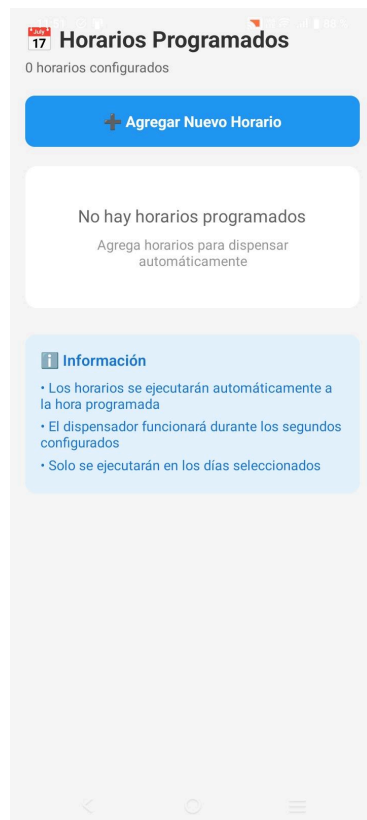 Horarios Programados
0 horarios configurados
➕ Agregar Nuevo Horario
No hay horarios programados
Agrega horarios para dispensar
automáticamente
ℹ️ Información
• Los horarios se ejecutarán automáticamente a
la hora programada
• El dispensador funcionará durante los segundos
configurados
• Solo se ejecutarán en los días seleccionados